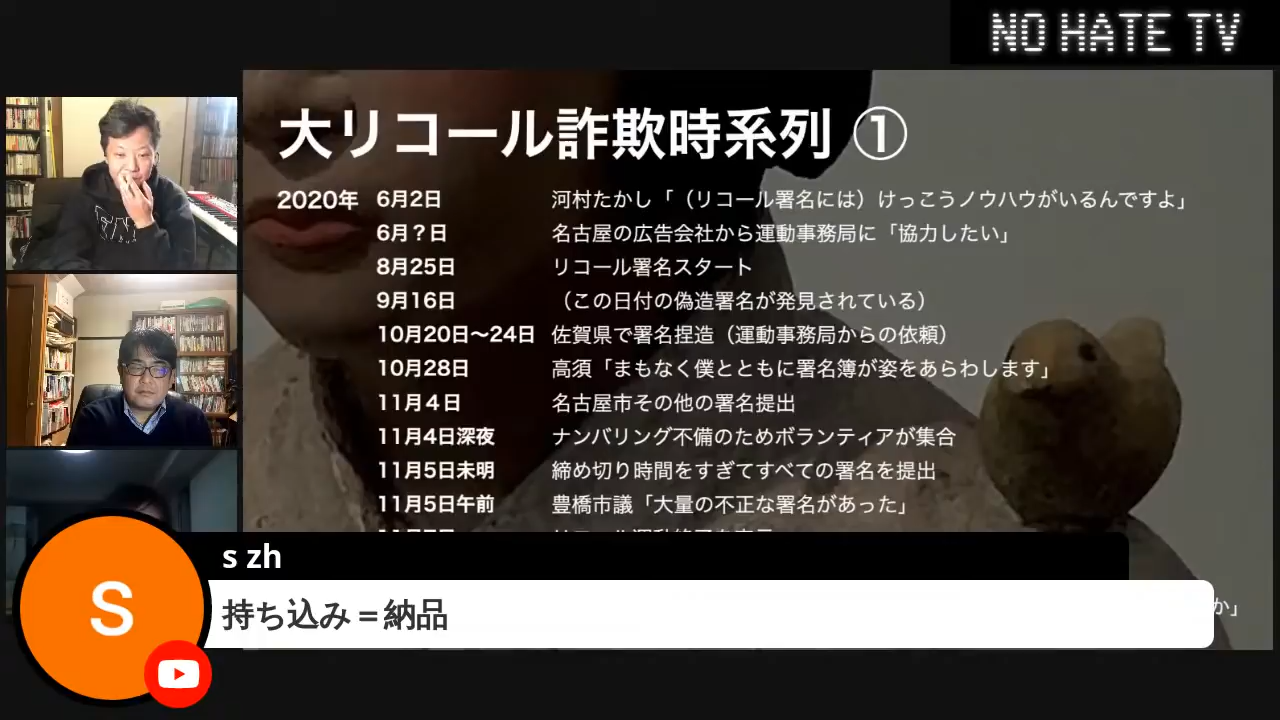 NO HATE TV
大リコール詐欺時系列 ①
2020年 6月2日 河村たかし「（リコール署名には）けっこうノウハウがいるんですよ」
6月？日 名古屋の広告会社から運動事務局に「協力したい」
8月25日 リコール署名スタート
9月16日 （この日付の偽造署名が発見されている）
10月20日〜24日 佐賀県で署名捏造（運動事務局からの依頼）
10月28日 高須「まもなく僕とともに署名簿が姿をあらわします」
11月4日 名古屋市その他の署名提出
11月4日深夜 ナンバリング不備のためボランティアが集合
11月5日未明 締め切り時間をすぎてすべての署名を提出
11月5日午前 豊橋市議「大量の不正な署名があった」
か」
s zh
S
持ち込み＝納品